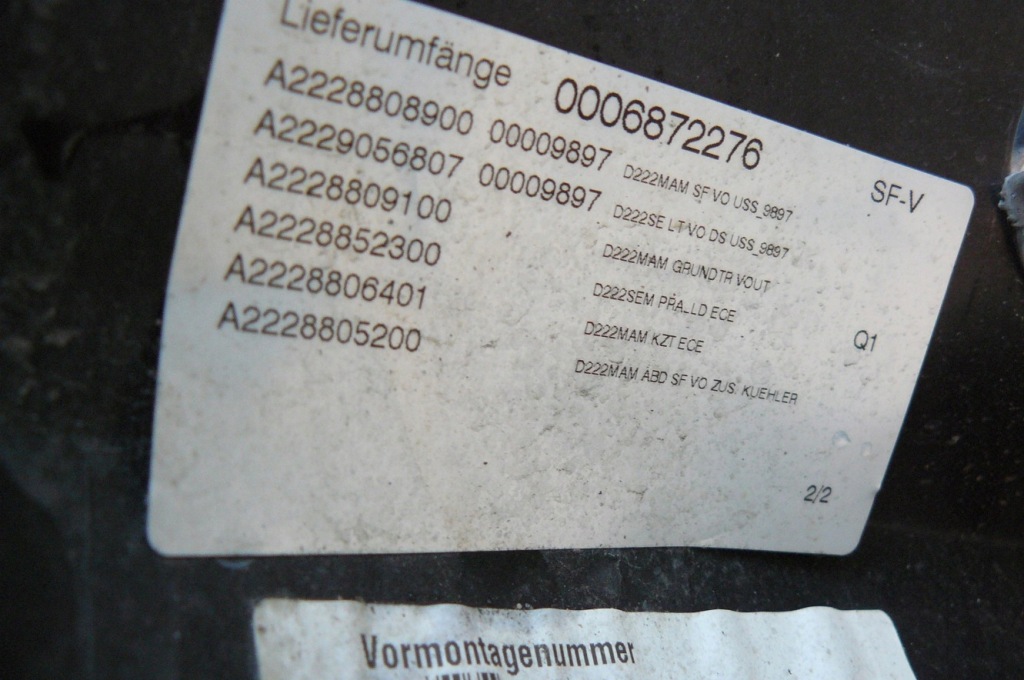 Lieferumfänge 0006872276 SF-V
A2228808900 00009897 D222MAM SF VO USS_9897
A2229056807 00009897 D222SE LT VO DS USS_9897
A2228809100 D222MAM GRUNDTR VOUT
A2228852300 D222SEM PRALLD ECE
A2228806401 D222MAM KZT ECE Q1
A2228805200 D222MAM ABD SF VO ZUS. KUEHLER
2/2
Vormontagenummer